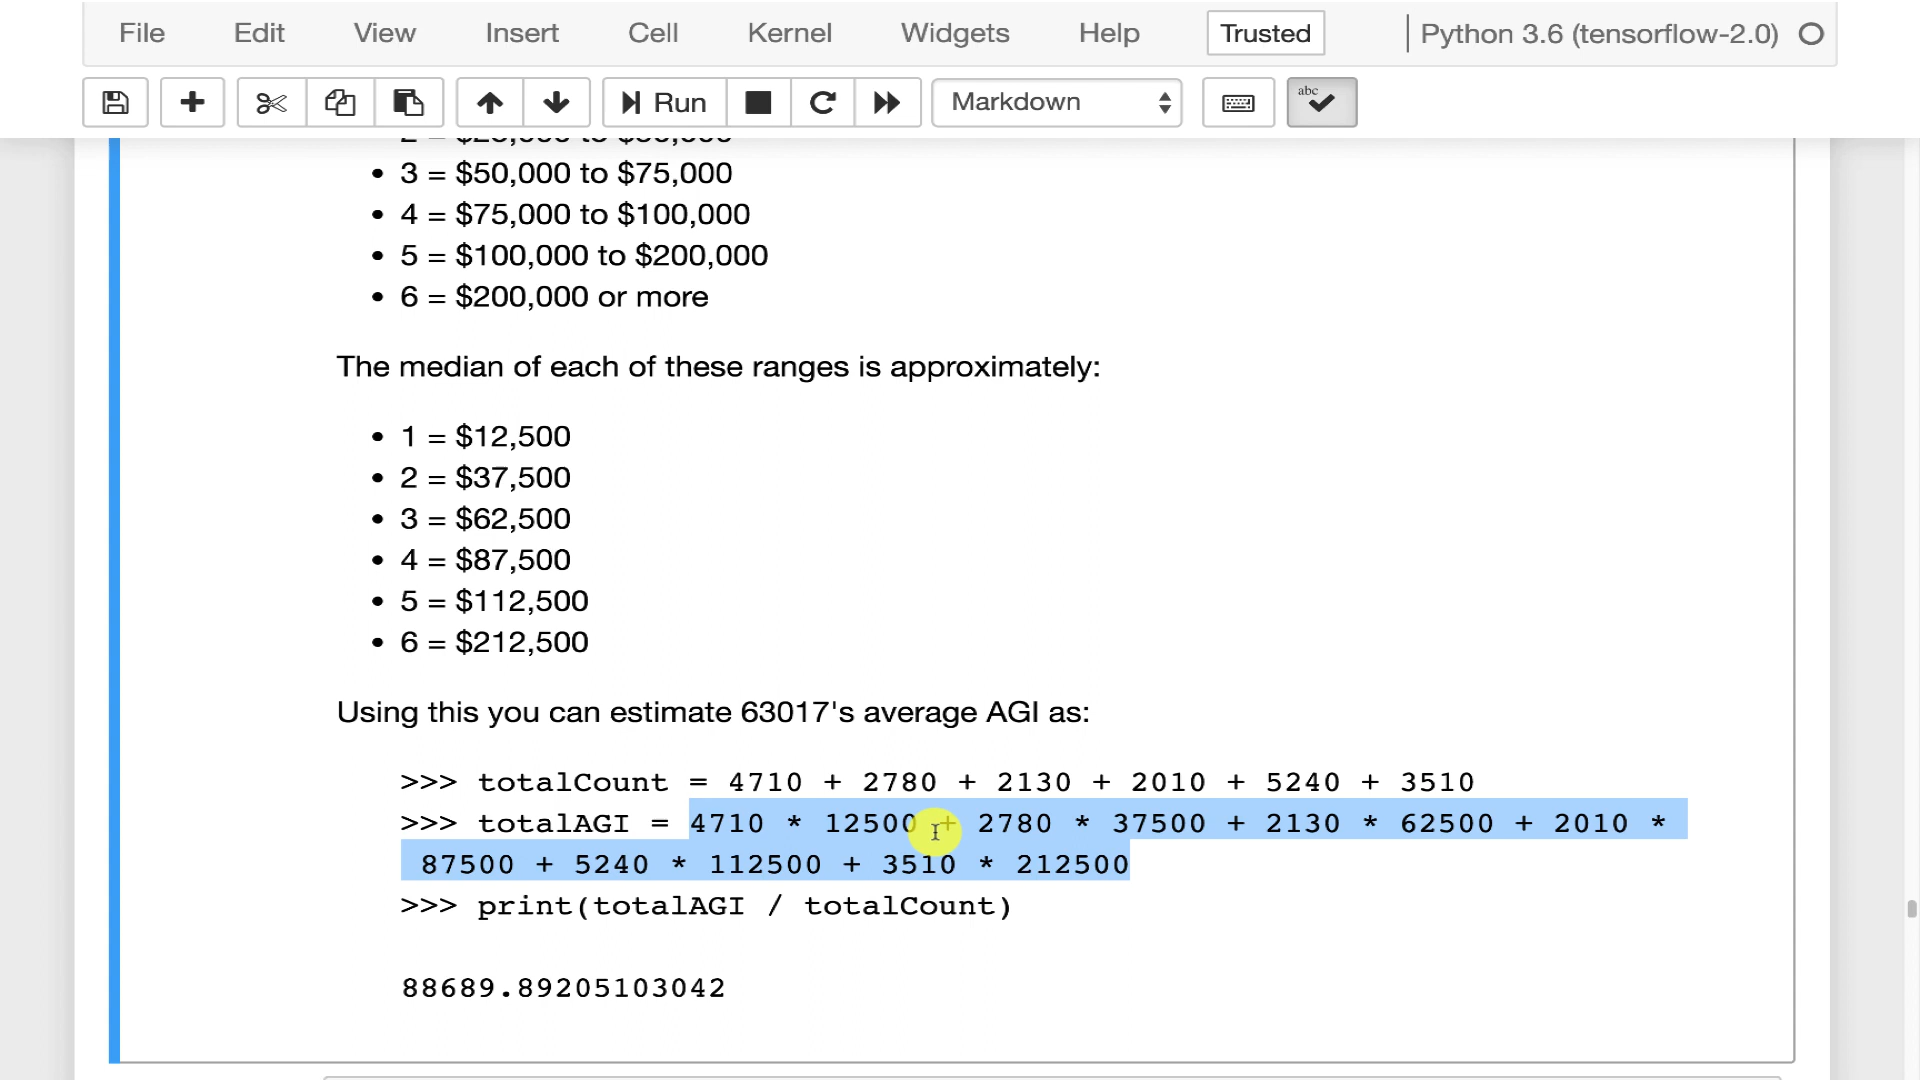 File Edit View Insert Cell Kernel Widgets Help Trusted Python 3.6 (tensorflow-2.0)
Run Markdown abc
• 3 = $50,000 to $75,000
• 4 = $75,000 to $100,000
• 5 = $100,000 to $200,000
• 6 = $200,000 or more
The median of each of these ranges is approximately:
• 1 = $12,500
• 2 = $37,500
• 3 = $62,500
• 4 = $87,500
• 5 = $112,500
• 6 = $212,500
Using this you can estimate 63017's average AGI as:
>>> totalCount = 4710 + 2780 + 2130 + 2010 + 5240 + 3510
>>> totalAGI = 4710 * 12500 + 2780 * 37500 + 2130 * 62500 + 2010 *
87500 + 5240 * 112500 + 3510 * 212500
>>> print(totalAGI / totalCount)
88689.89205103042